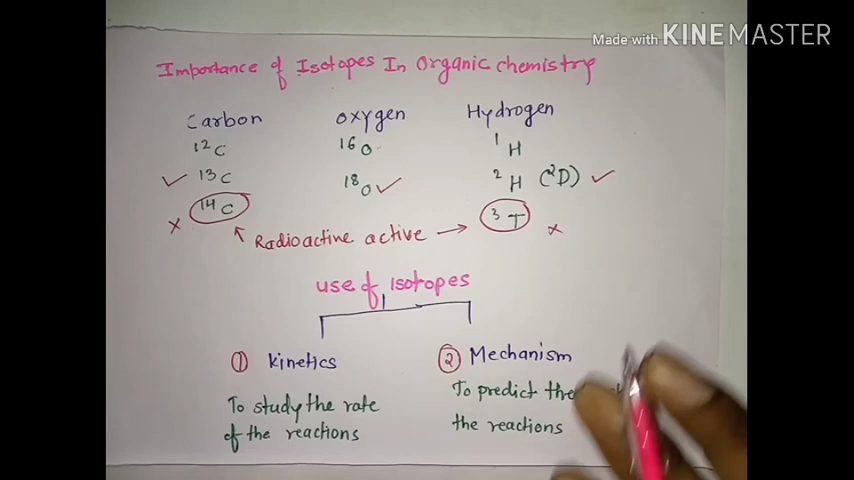 Made with KINEMASTER
Importance of Isotopes In Organic chemistry
Carbon oxygen Hydrogen
¹²C ¹⁶O ¹H
✓ ¹³C ¹⁸O ✓ ²H (²D) ✓
x ¹⁴C ³T x
Radioactive active
use of isotopes
① Kinetics ② Mechanism
To study the rate To predict the
of the reactions the reactions